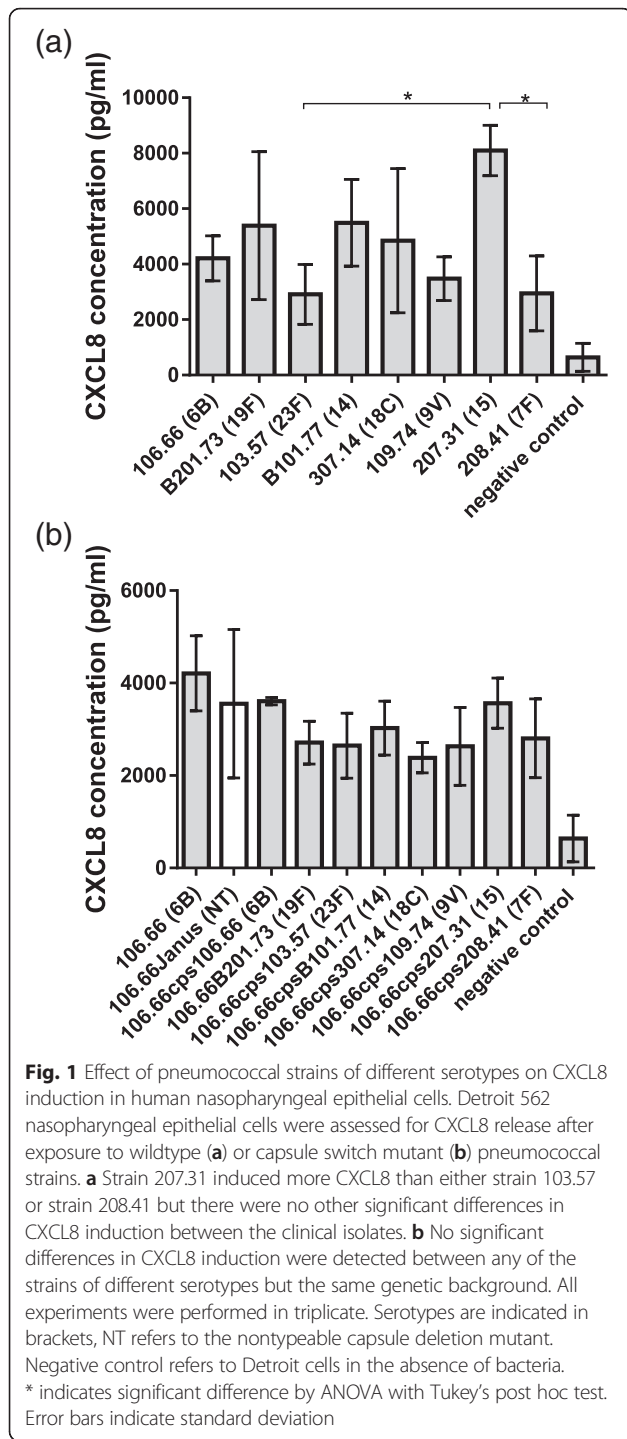 (a)
CXCL8 concentration (pg/ml)
10000
8000
6000
4000
2000
0
*
*
106.66 (6B)
B201.73 (19F)
103.57 (23F)
B101.77 (14)
307.14 (18C)
109.74 (9V)
207.31 (15)
208.41 (7F)
negative control
(b)
CXCL8 concentration (pg/ml)
6000
4000
2000
0
106.66 (6B)
106.66Janus (NT)
106.66cps106.66 (6B)
106.66B201.73 (19F)
106.66cps103.57 (23F)
106.66cpsB101.77 (14)
106.66cps307.14 (18C)
106.66cps109.74 (9V)
106.66cps207.31 (15)
106.66cps208.41 (7F)
negative control
Fig. 1 Effect of pneumococcal strains of different serotypes on CXCL8
induction in human nasopharyngeal epithelial cells. Detroit 562
nasopharyngeal epithelial cells were assessed for CXCL8 release after
exposure to wildtype (a) or capsule switch mutant (b) pneumococcal
strains. a Strain 207.31 induced more CXCL8 than either strain 103.57
or strain 208.41 but there were no other significant differences in
CXCL8 induction between the clinical isolates. b No significant
differences in CXCL8 induction were detected between any of the
strains of different serotypes but the same genetic background. All
experiments were performed in triplicate. Serotypes are indicated in
brackets, NT refers to the nontypeable capsule deletion mutant.
Negative control refers to Detroit cells in the absence of bacteria.
* indicates significant difference by ANOVA with Tukey's post hoc test.
Error bars indicate standard deviation